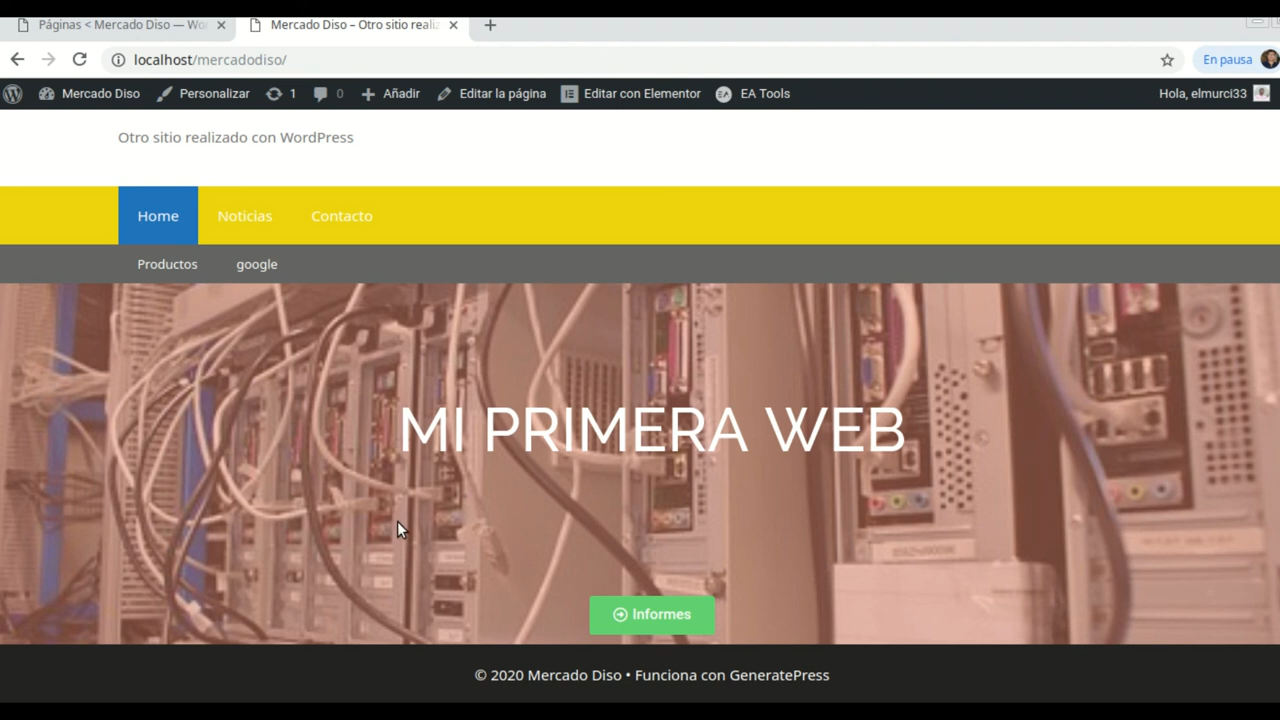 Páginas < Mercado Diso — Wor
Mercado Diso – Otro sitio realiz
localhost/mercadodiso/
En pausa
Mercado Diso
Personalizar
1
0
Añadir
Editar la página
Editar con Elementor
EA
EA Tools
Hola, elmurci33
Otro sitio realizado con WordPress
Home
Noticias
Contacto
Productos
google
MI PRIMERA WEB
Informes
© 2020 Mercado Diso • Funciona con GeneratePress